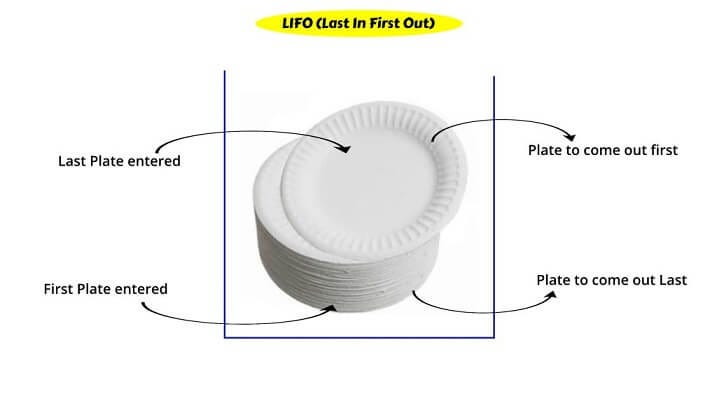 LIFO (Last In First Out)
Last Plate entered
Plate to come out first
First Plate entered
Plate to come out Last